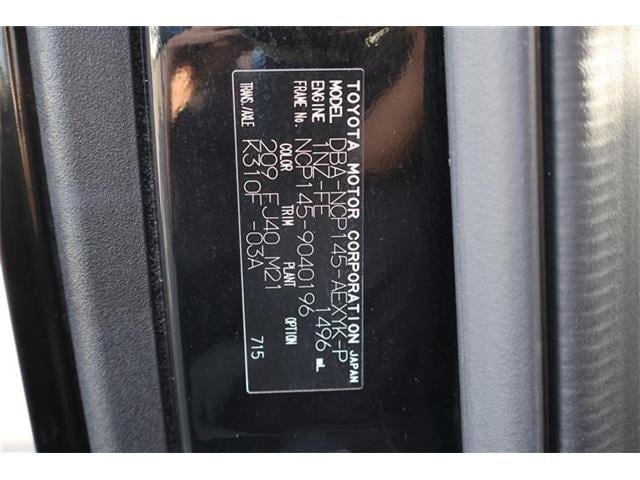 TOYOTA MOTOR CORPORATION JAPAN
MODEL DBA-NCP145-AEXYK-P
ENGINE 1NZ-FE 1496 mL
FRAME No. NCP145-9040196
COLOR TRIM PLANT OPTION
209 FJ40 M21
TRANS./AXLE K310F -03A 715